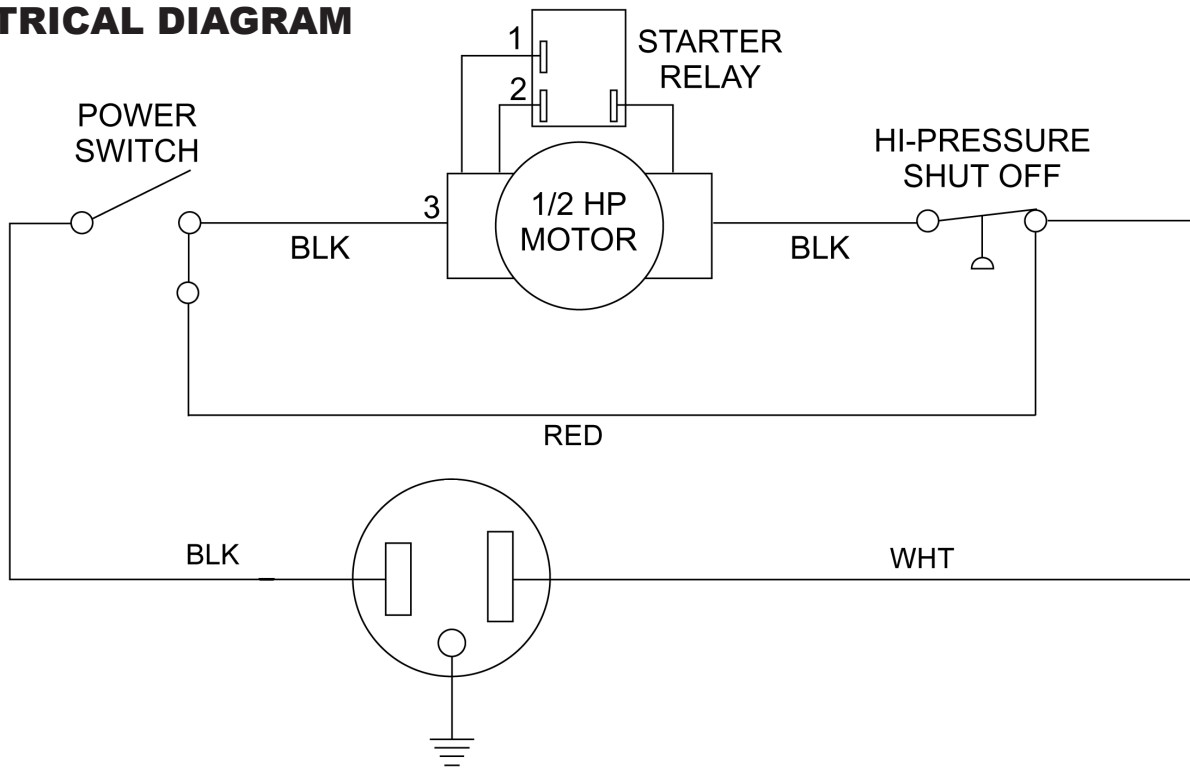 TRICAL DIAGRAM
1
STARTER
RELAY
2
POWER
SWITCH
HI-PRESSURE
SHUT OFF
3
1/2 HP
MOTOR
BLK
BLK
RED
BLK
WHT